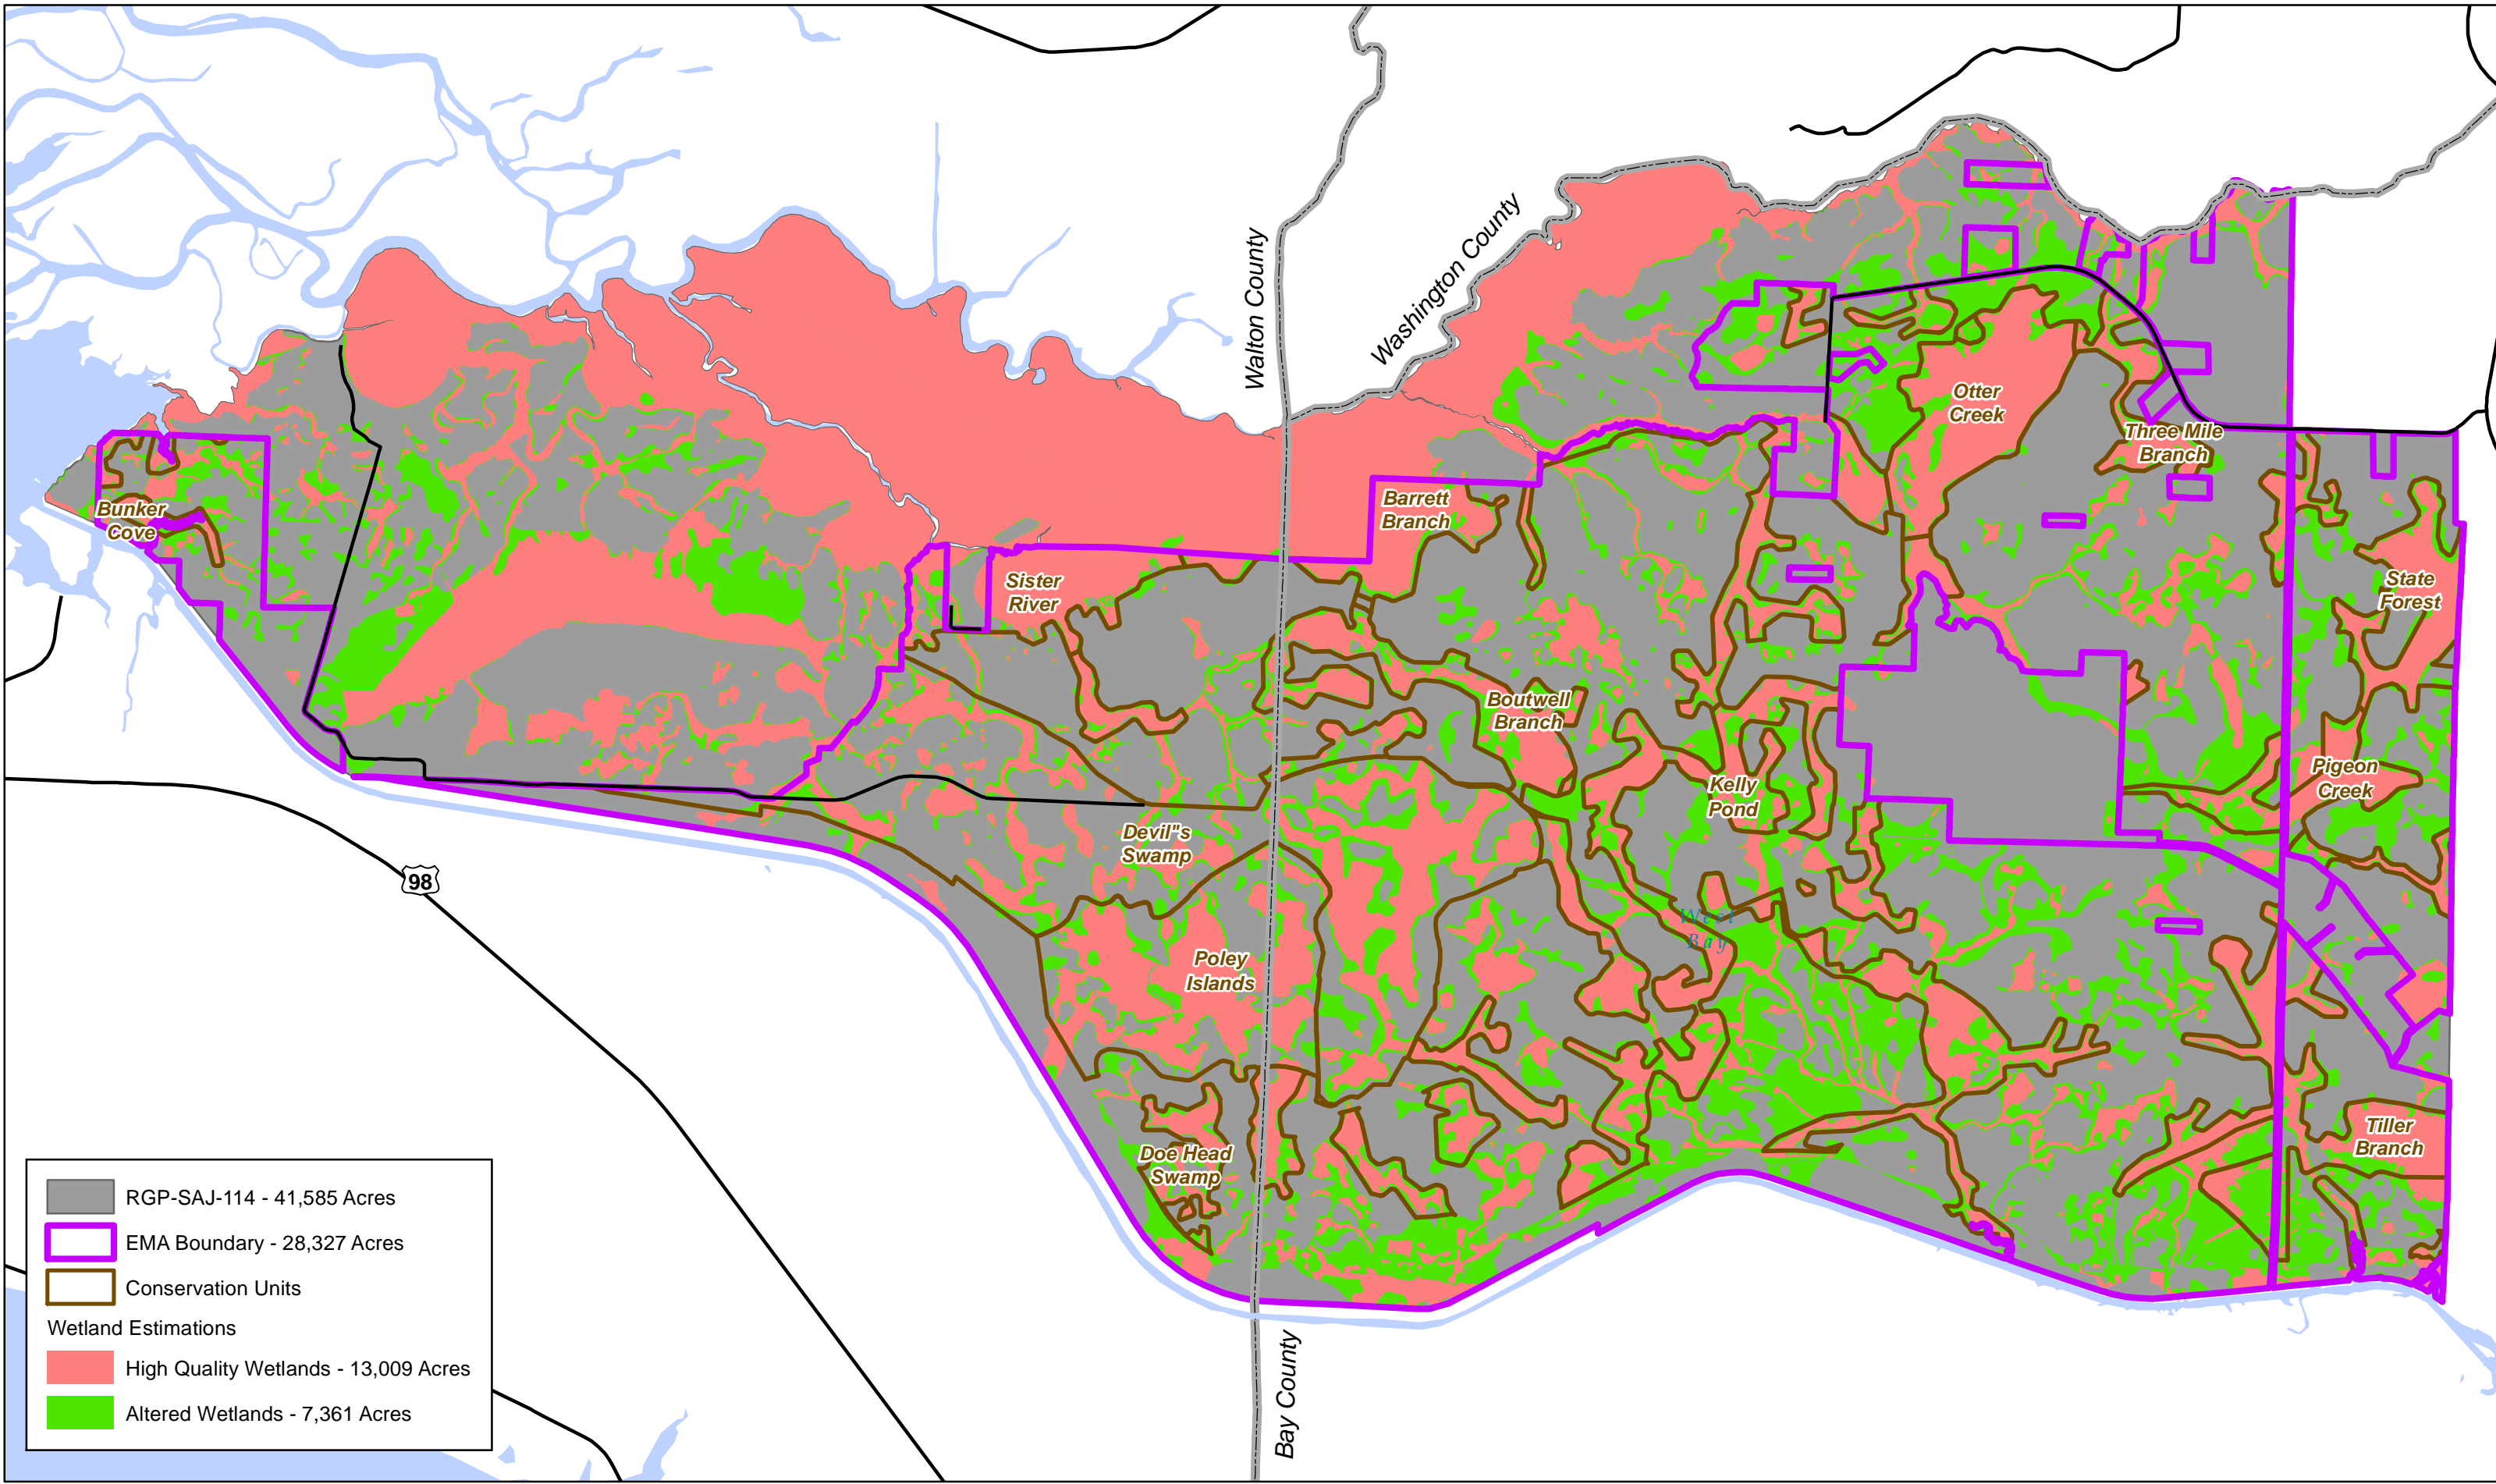 Walton County
Washington County
Otter
Creek
Three Mile
Branch
Barrett
Branch
Bunker
Cove
Sister
River
State
Forest
Boutwell
Branch
Kelly
Pond
Pigeon
Creek
Devil"s
Swamp
98
West
Bay
Poley
Islands
Doe Head
Swamp
Tiller
Branch
Bay County
RGP-SAJ-114 - 41,585 Acres
EMA Boundary - 28,327 Acres
Conservation Units
Wetland Estimations
High Quality Wetlands - 13,009 Acres
Altered Wetlands - 7,361 Acres